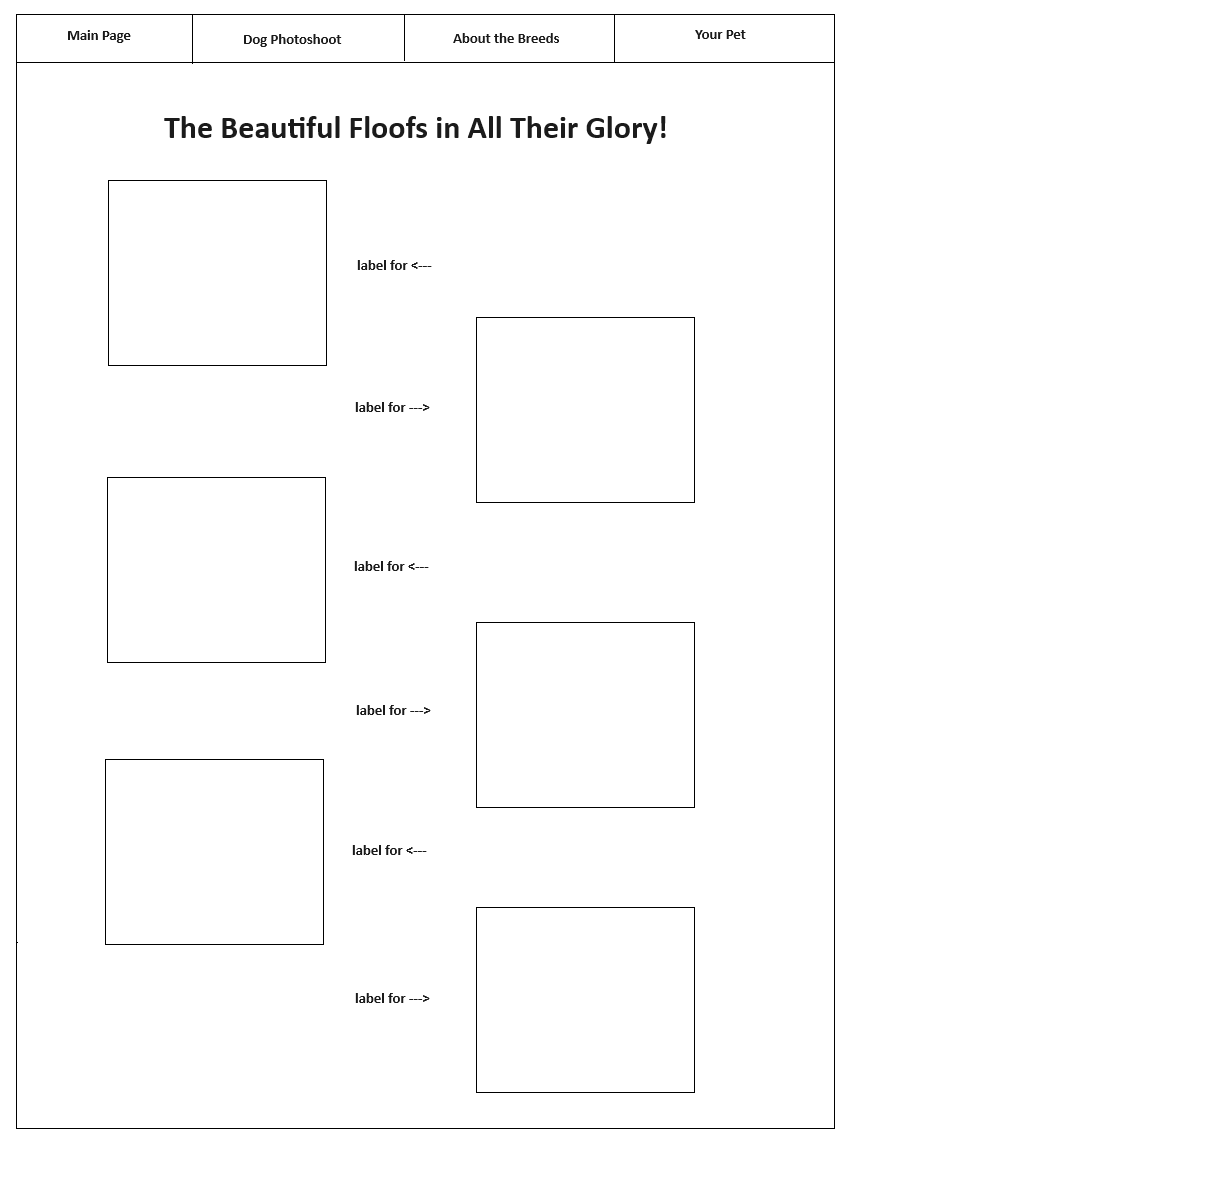 Main Page
Dog Photoshoot
About the Breeds
Your Pet
The Beautiful Floofs in All Their Glory!
label for <---
label for --->
label for <---
label for --->
label for <---
label for --->